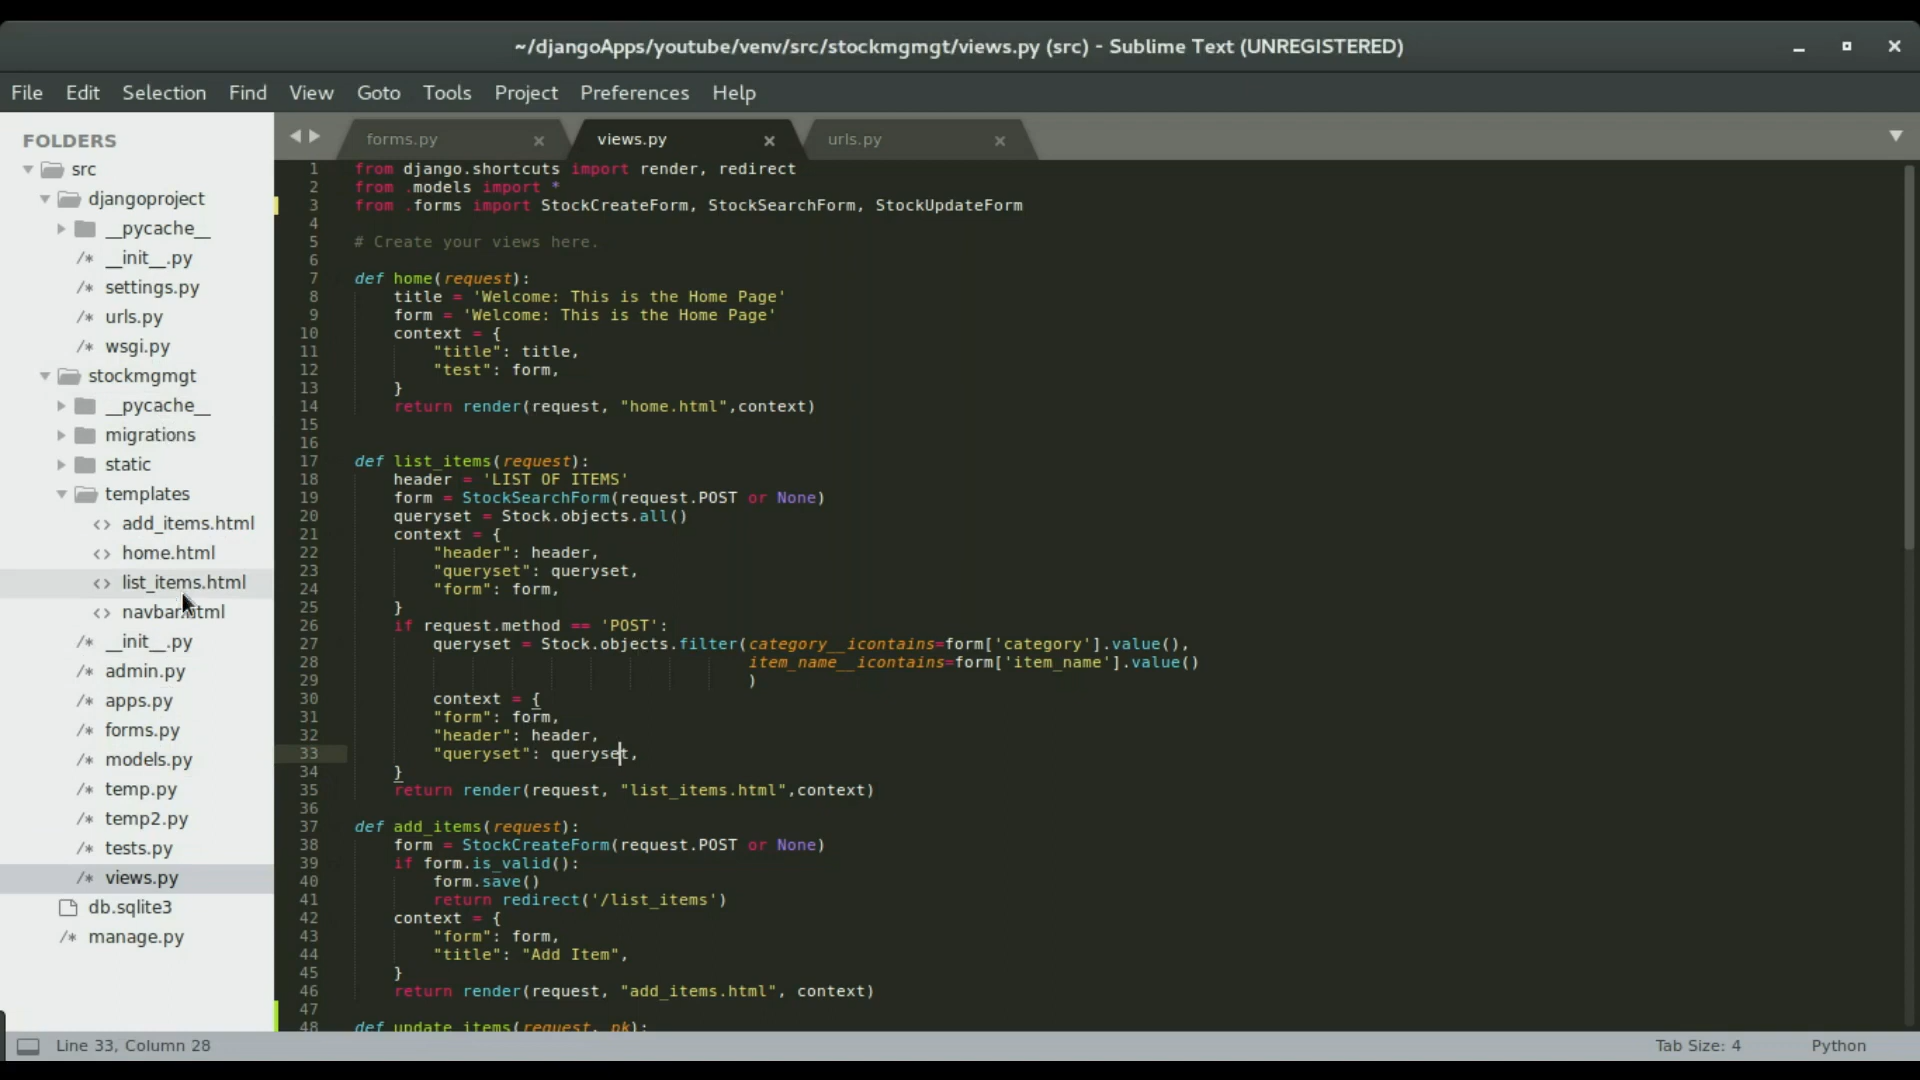 ~/djangoApps/youtube/venv/src/stockmgmgt/views.py (src) - Sublime Text (UNREGISTERED)
File Edit Selection Find View Goto Tools Project Preferences Help
FOLDERS
src
djangoproject
__pycache__
/* __init__.py
/* settings.py
/* urls.py
/* wsgi.py
stockmgmgt
__pycache__
migrations
static
templates
<> add_items.html
<> home.html
<> list_items.html
<> navbar.html
/* __init__.py
/* admin.py
/* apps.py
/* forms.py
/* models.py
/* temp.py
/* temp2.py
/* tests.py
/* views.py
db.sqlite3
/* manage.py
forms.py × views.py × urls.py ×
1 from django.shortcuts import render, redirect
2 from .models import *
3 from .forms import StockCreateForm, StockSearchForm, StockUpdateForm
4
5 # Create your views here.
6
7 def home(request):
8     title = 'Welcome: This is the Home Page'
9     form = 'Welcome: This is the Home Page'
10     context = {
11         "title": title,
12         "test": form,
13     }
14     return render(request, "home.html",context)
15
16
17 def list_items(request):
18     header = 'LIST OF ITEMS'
19     form = StockSearchForm(request.POST or None)
20     queryset = Stock.objects.all()
21     context = {
22         "header": header,
23         "queryset": queryset,
24         "form": form,
25     }
26     if request.method == 'POST':
27         queryset = Stock.objects.filter(category__icontains=form['category'].value(),
28                                         item_name__icontains=form['item_name'].value()
29                                         )
30         context = {
31         "form": form,
32         "header": header,
33         "queryset": queryset,
34     }
35     return render(request, "list_items.html",context)
36
37 def add_items(request):
38     form = StockCreateForm(request.POST or None)
39     if form.is_valid():
40         form.save()
41         return redirect('/list_items')
42     context = {
43         "form": form,
44         "title": "Add Item",
45     }
46     return render(request, "add_items.html", context)
47
48 def update_items(request, pk):
Line 33, Column 28
Tab Size: 4 Python